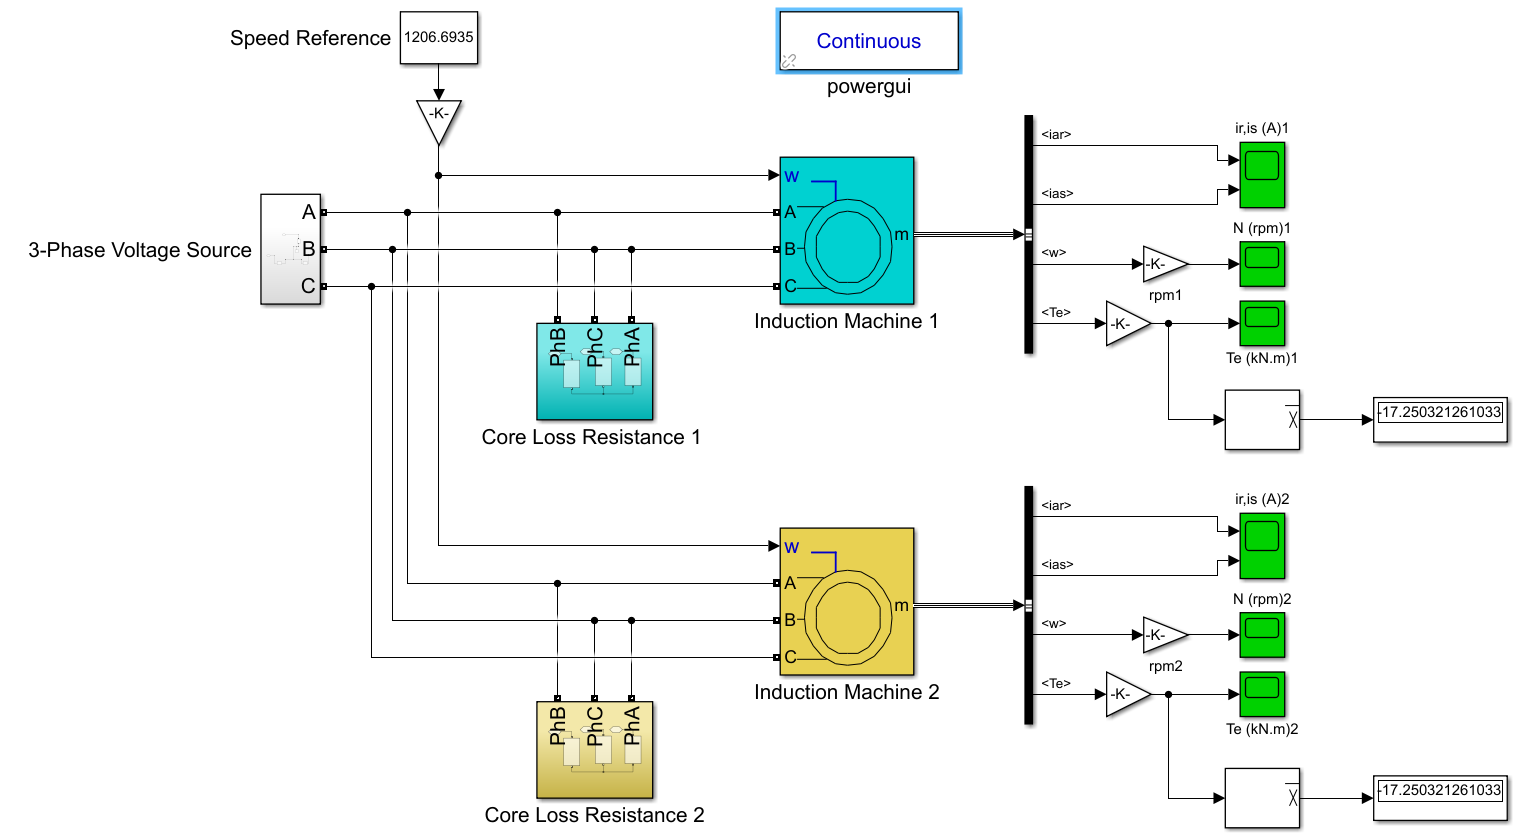 Speed Reference
1206.6935
-K-
Continuous
powergui
3-Phase Voltage Source
A
B
C
w
A
B
C
m
Induction Machine 1
PhB
PhC
PhA
Core Loss Resistance 1
<iar>
<ias>
<w>
<Te>
-K-
rpm1
-K-
ir,is (A)1
N (rpm)1
Te (kN.m)1
X
-17.250321261033
w
A
B
C
m
Induction Machine 2
PhB
PhC
PhA
Core Loss Resistance 2
<iar>
<ias>
<w>
<Te>
-K-
rpm2
-K-
ir,is (A)2
N (rpm)2
Te (kN.m)2
X
-17.250321261033